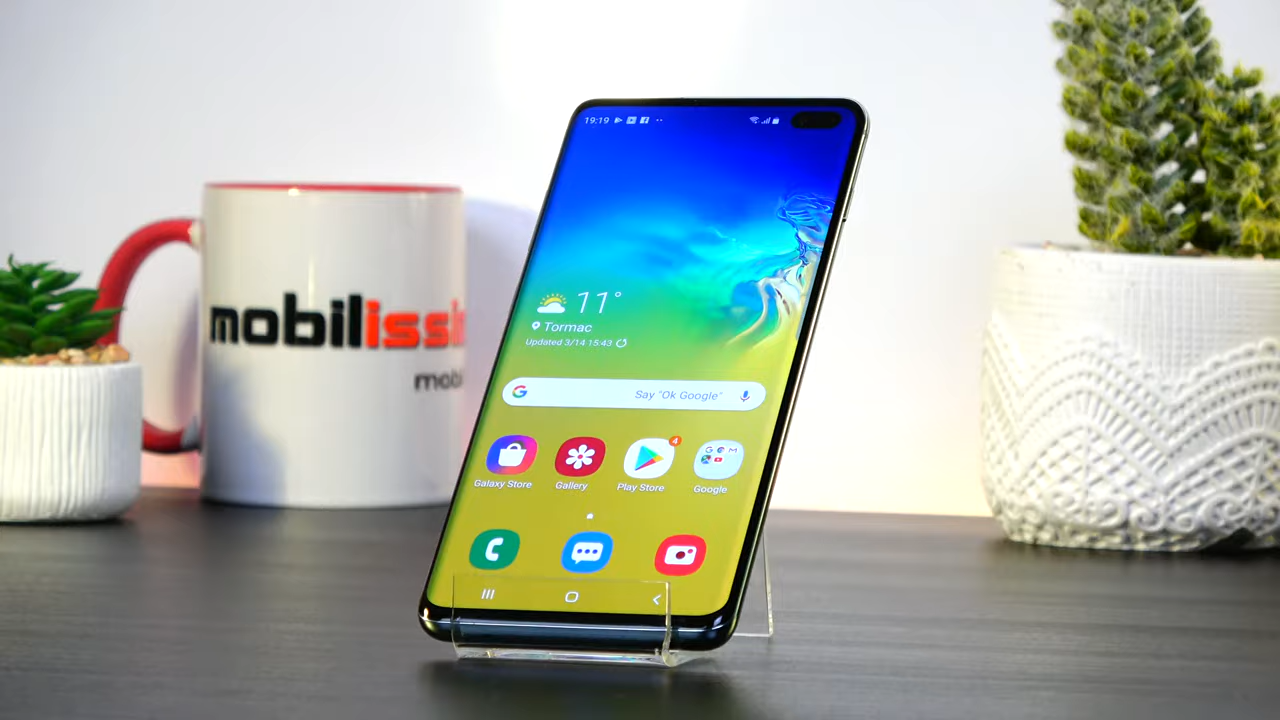 mobilissi
mobi
19:19
11°
Tormac
Updated 3/14 15:43
G Say "Ok Google"
4
Galaxy Store Gallery Play Store Google